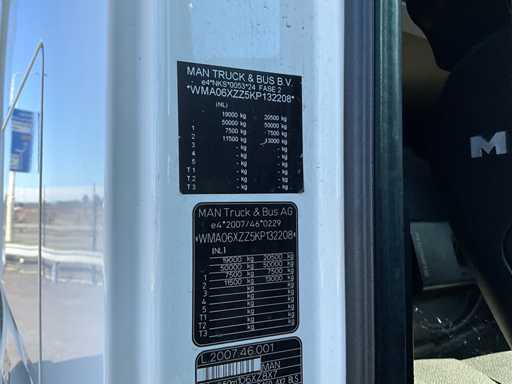 MAN TRUCK & BUS B.V.
e4*NKS*0053*24 FASE 2
*WMA06XZZ5KP132208*
(NL)
19000 kg 20500 kg
50000 kg 50000 kg
1 7500 kg 7500 kg
2 11500 kg 13000 kg
3 - kg - kg
4 - kg - kg
5 - kg - kg
T 1 - kg - kg
T 2 - kg - kg
T 3 - kg - kg
MAN Truck & Bus AG
e4*2007/46*0229
*WMA06XZZ5KP132208*
(NL)
19000 kg 20500 kg
50000 kg 50000 kg
1 7500 kg 7500 kg
2 11500 kg 13000 kg
3 - kg - kg
4 - kg - kg
5 - kg - kg
T1 - kg - kg
T2 - kg - kg
T3 - kg - kg
L.2007.46.001
MAN
M